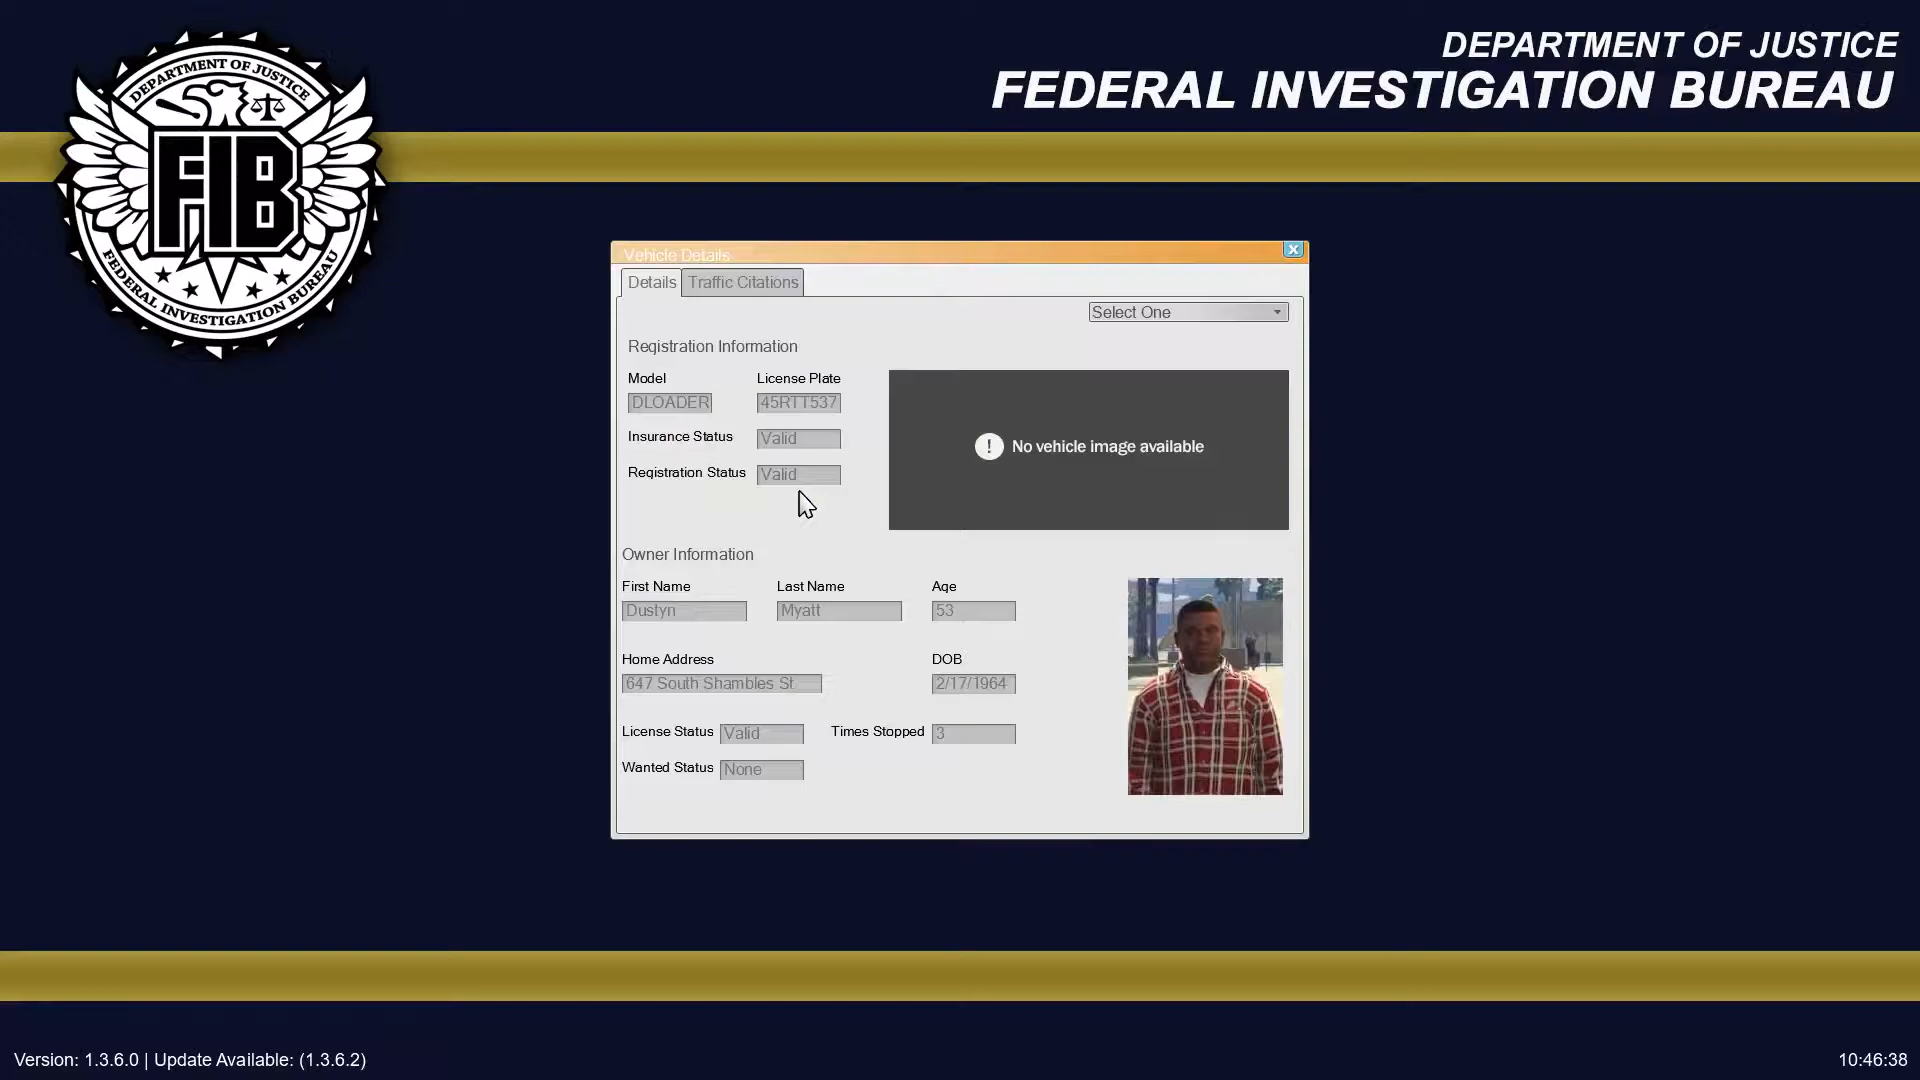 DEPARTMENT OF JUSTICE
FEDERAL INVESTIGATION BUREAU
DEPARTMENT OF JUSTICE
FIB
FEDERAL INVESTIGATION BUREAU
Vehicle Details
Details Traffic Citations
Select One
Registration Information
Model License Plate
DLOADER 45RTT537
Insurance Status Valid
! No vehicle image available
Registration Status Valid
Owner Information
First Name Last Name Age
Dustyn Myatt 53
Home Address DOB
647 South Shambles St 2/17/1964
License Status Valid Times Stopped 3
Wanted Status None
Version: 1.3.6.0 | Update Available: (1.3.6.2)
10:46:38